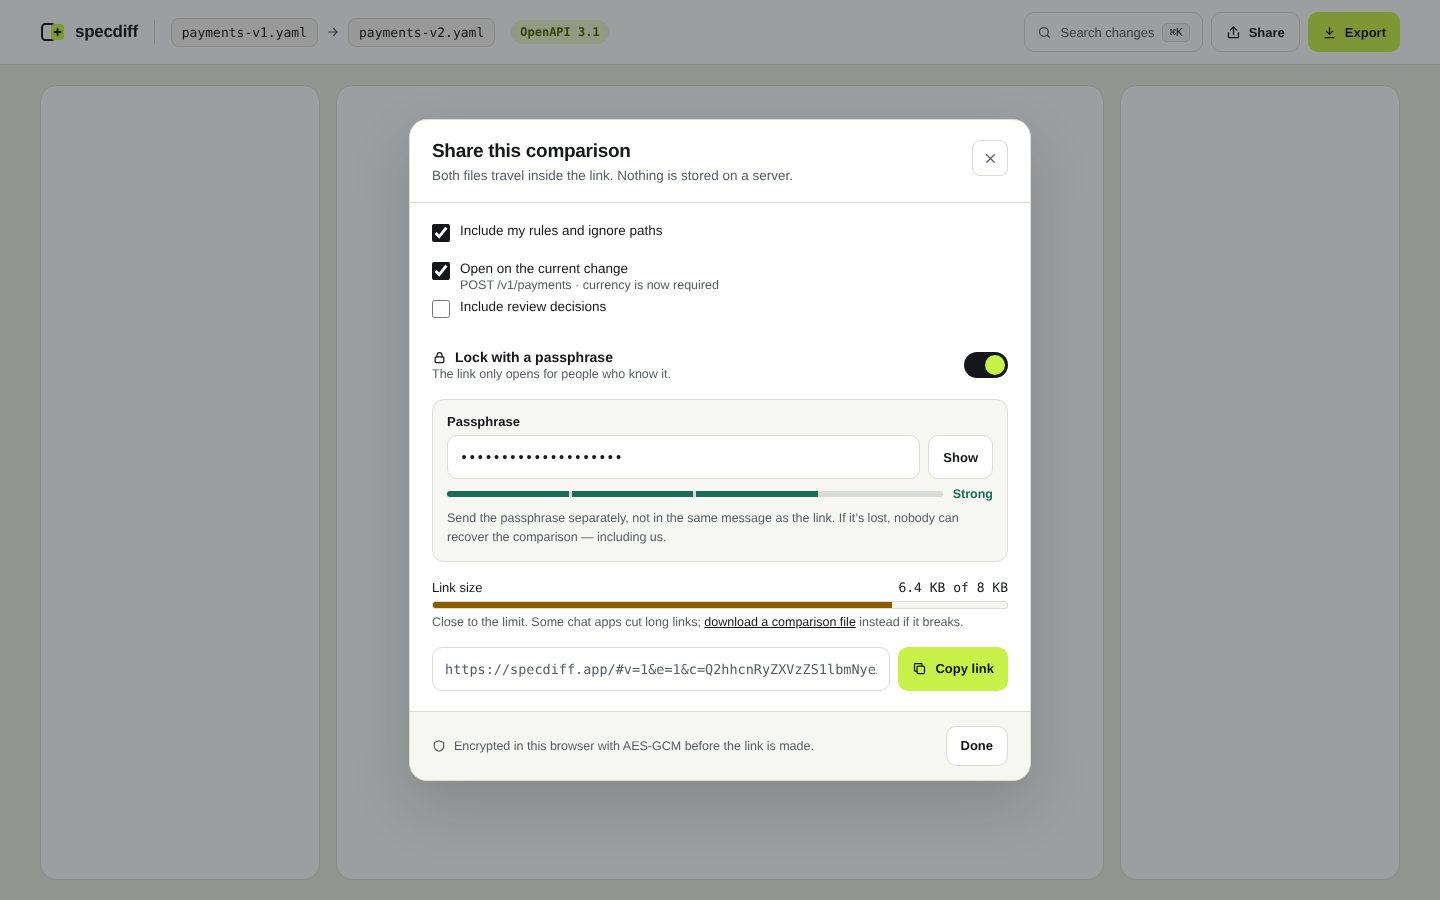 specdiff
payments-v1.yaml → payments-v2.yaml
OpenAPI 3.1
Search changes ⌘K
Share
Export
Share this comparison
Both files travel inside the link. Nothing is stored on a server.
Include my rules and ignore paths
Open on the current change
POST /v1/payments · currency is now required
Include review decisions
Lock with a passphrase
The link only opens for people who know it.
Passphrase
••••••••••••••••••••
Show
Strong
Send the passphrase separately, not in the same message as the link. If it’s lost, nobody can
recover the comparison — including us.
Link size
6.4 KB of 8 KB
Close to the limit. Some chat apps cut long links; download a comparison file instead if it breaks.
https://specdiff.app/#v=1&e=1&c=Q2hhcnRyZXVzZS1lbmNye
Copy link
Encrypted in this browser with AES-GCM before the link is made.
Done